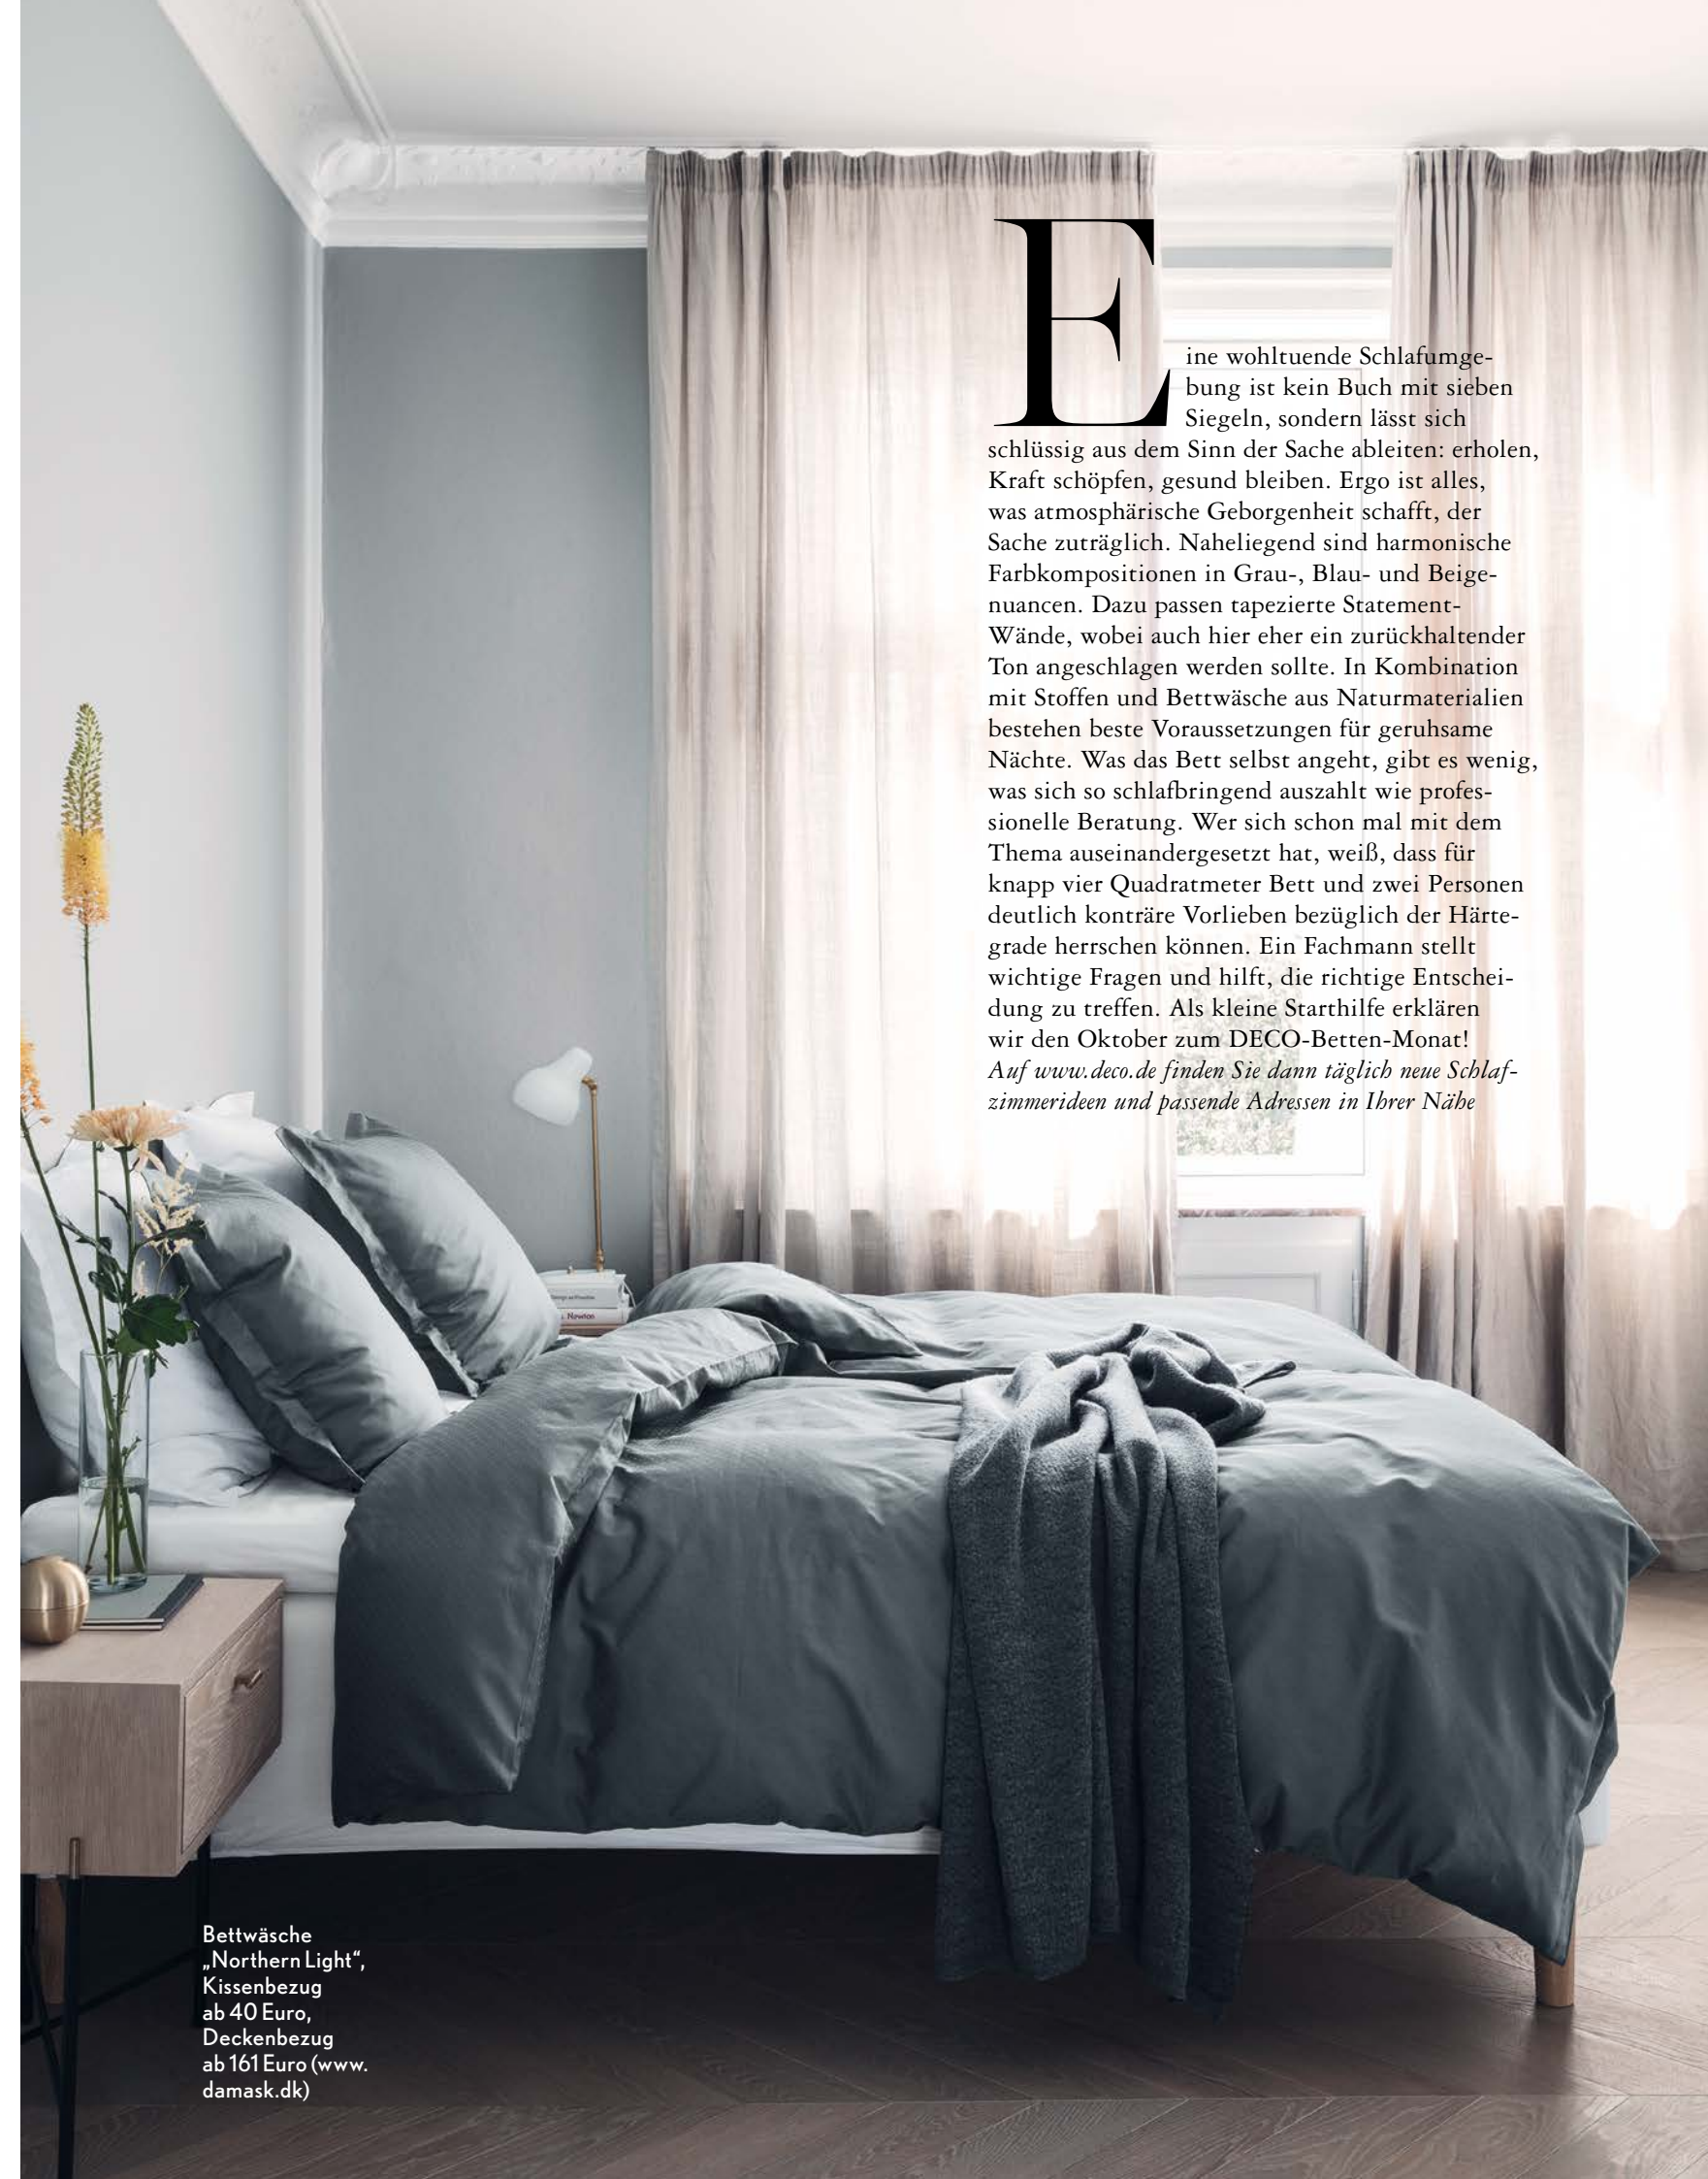 Eine wohltuende Schlafumge-
bung ist kein Buch mit sieben
Siegeln, sondern lässt sich
schlüssig aus dem Sinn der Sache ableiten: erholen,
Kraft schöpfen, gesund bleiben. Ergo ist alles,
was atmosphärische Geborgenheit schafft, der
Sache zuträglich. Naheliegend sind harmonische
Farbkompositionen in Grau-, Blau- und Beige-
nuancen. Dazu passen tapezierte Statement-
Wände, wobei auch hier eher ein zurückhaltender
Ton angeschlagen werden sollte. In Kombination
mit Stoffen und Bettwäsche aus Naturmaterialien
bestehen beste Voraussetzungen für geruhsame
Nächte. Was das Bett selbst angeht, gibt es wenig,
was sich so schlafbringend auszahlt wie profes-
sionelle Beratung. Wer sich schon mal mit dem
Thema auseinandergesetzt hat, weiß, dass für
knapp vier Quadratmeter Bett und zwei Personen
deutlich konträre Vorlieben bezüglich der Härte-
grade herrschen können. Ein Fachmann stellt
wichtige Fragen und hilft, die richtige Entschei-
dung zu treffen. Als kleine Starthilfe erklären
wir den Oktober zum DECO-Betten-Monat!
Auf www.deco.de finden Sie dann täglich neue Schlaf-
zimmerideen und passende Adressen in Ihrer Nähe
Newton
Bettwäsche
„Northern Light“,
Kissenbezug
ab 40 Euro,
Deckenbezug
ab 161 Euro (www.
damask.dk)